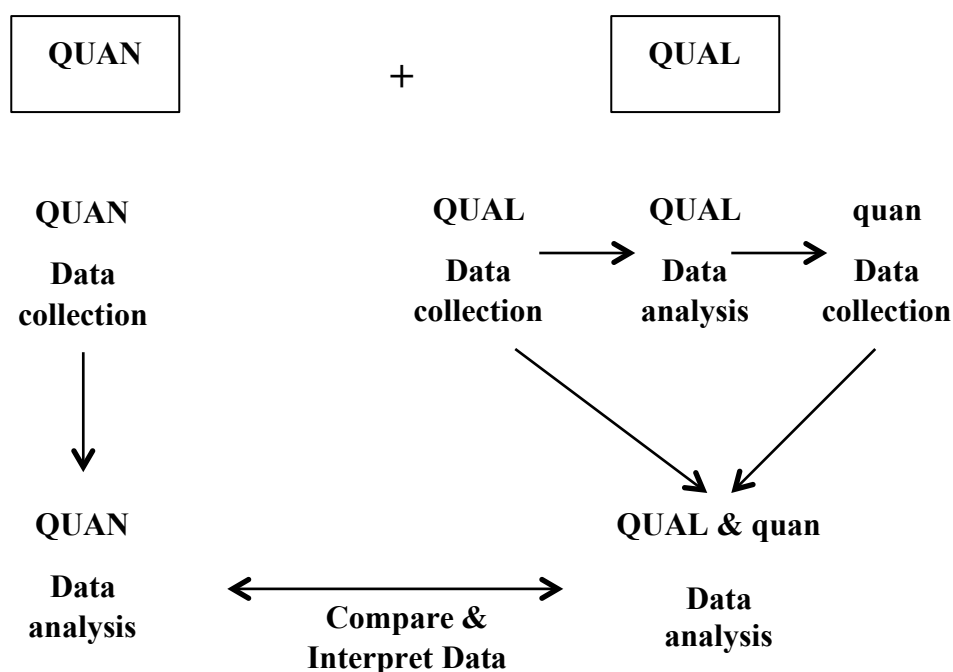 QUAN
+
QUAL
QUAN
Data
collection
QUAL
Data
collection
QUAL
Data
analysis
quan
Data
collection
QUAN
Data
analysis
Compare &
Interpret Data
QUAL & quan
Data
analysis